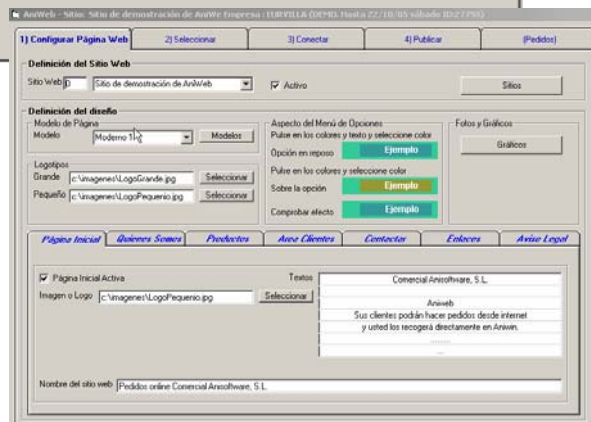 AniWeb - Sitio: Sitio de demostración de AniWe Empresa : EURVILLA (DEMO. Hasta 22/10/05 sábado ID:27795)
1) Configurar Página Web
2) Seleccionar
3) Conectar
4) Publicar
(Pedidos)
Definición del Sitio Web
Sitio Web 0 Sitio de demostración de AniWeb Activo Sitios
Definición del diseño
Modelo de Página
Modelo Moderno 1 Modelos
Logotipos
Grande c:\imagenes\LogoGrande.jpg Seleccionar
Pequeño c:\imagenes\LogoPequenio.jpg Seleccionar
Aspecto del Menú de Opciones
Pulse en los colores y texto y seleccione color
Opción en reposo Ejemplo
Pulse en los colores y seleccione color
Sobre la opción Ejemplo
Comprobar efecto Ejemplo
Fotos y Gráficos
Gráficos
Página Inicial
Quienes Somos
Productos
Area Clientes
Contactar
Enlaces
Aviso Legal
Página Inicial Activa
Imagen o Logo c:\imagenes\LogoPequenio.jpg Seleccionar
Textos
Comercial Anisoftware, S.L.
Aniweb
Sus clientes podrán hacer pedidos desde internet
y usted los recogerá directamente en Aniwin.
........
...
Nombre del sitio web Pedidos online Comercial Anisoftware, S.L.